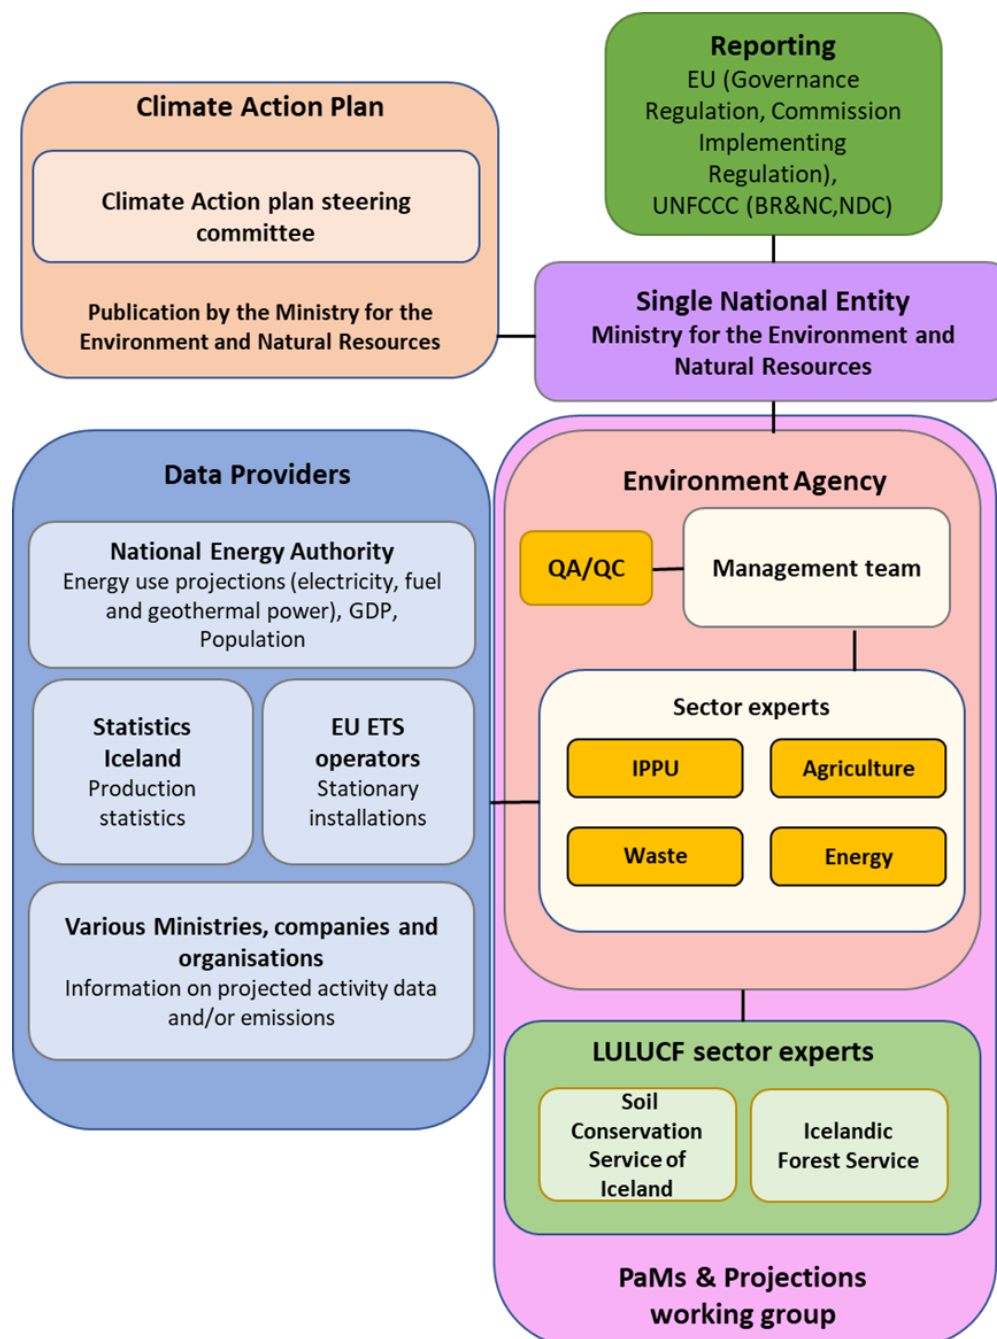 Reporting
EU (Governance
Regulation, Commission
Implementing
Regulation),
UNFCCC (BR&NC,NDC)
Climate Action Plan
Climate Action plan steering
committee
Publication by the Ministry for the
Environment and Natural Resources
Single National Entity
Ministry for the Environment and
Natural Resources
Data Providers
National Energy Authority
Energy use projections (electricity, fuel
and geothermal power), GDP,
Population
Statistics
Iceland
Production
statistics
EU ETS
operators
Stationary
installations
Various Ministries, companies and
organisations
Information on projected activity data
and/or emissions
Environment Agency
QA/QC
Management team
Sector experts
IPPU
Agriculture
Waste
Energy
LULUCF sector experts
Soil
Conservation
Service of
Iceland
Icelandic
Forest Service
PaMs & Projections
working group